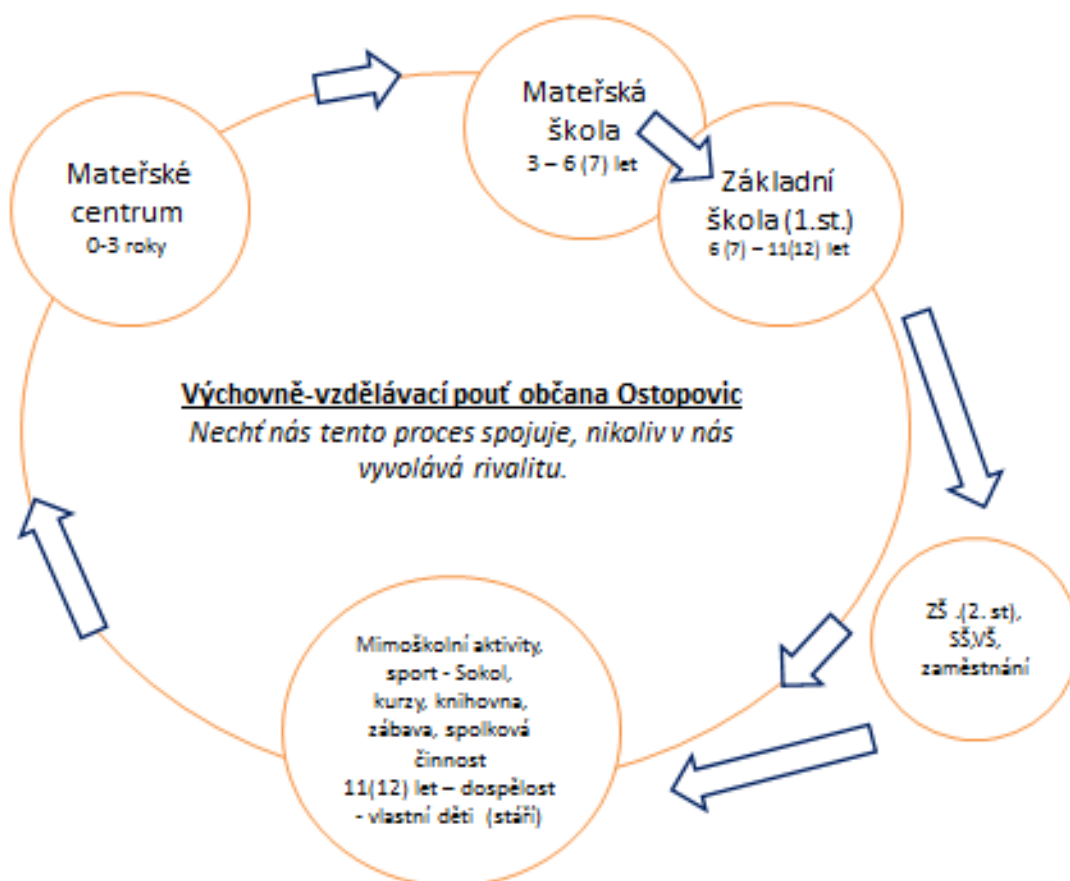 Mateřské
centrum
0-3 roky
Mateřská
škola
3 – 6 (7) let
Základní
škola (1.st.)
6 (7) – 11(12) let
Výchovně-vzdělávací pouť občana Ostopovic
Nechť nás tento proces spojuje, nikoliv v nás
vyvolává rivalitu.
ZŠ .(2. st),
SŠ,VŠ,
zaměstnání
Mimoškolní aktivity,
sport - Sokol,
kurzy, knihovna,
zábava, spolková
činnost
11(12) let – dospělost
- vlastní děti (stáří)